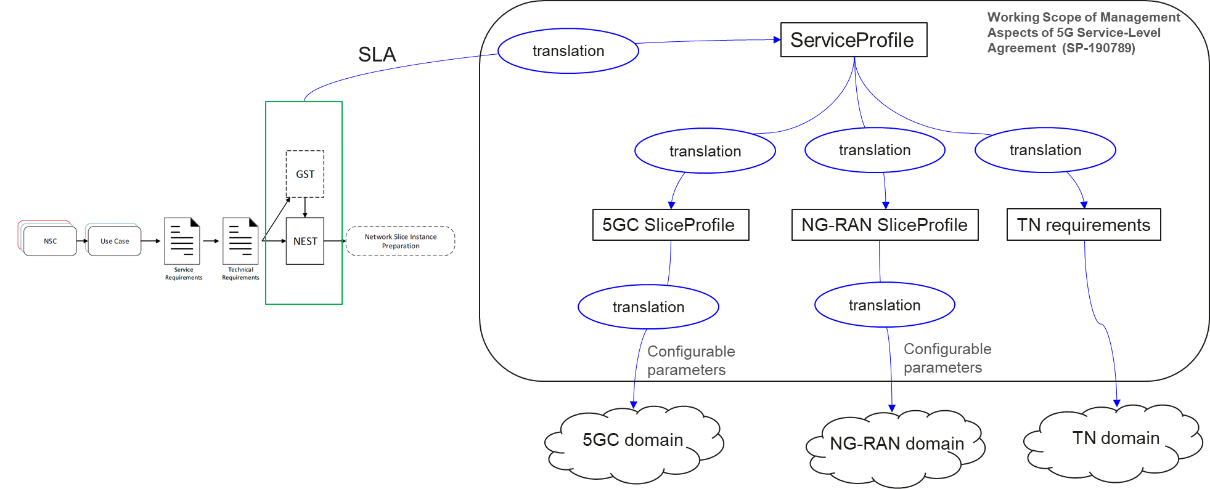 Working Scope of Management
Aspects of 5G Service-Level
Agreement (SP-190789)
SLA
translation
ServiceProfile
translation
translation
translation
GST
NSC
Use Case
NEST
Network Slice Instance
Preparation
Service
Requirements
Technical
Requirements
5GC SliceProfile
NG-RAN SliceProfile
TN requirements
translation
translation
Configurable
parameters
Configurable
parameters
5GC domain
NG-RAN domain
TN domain